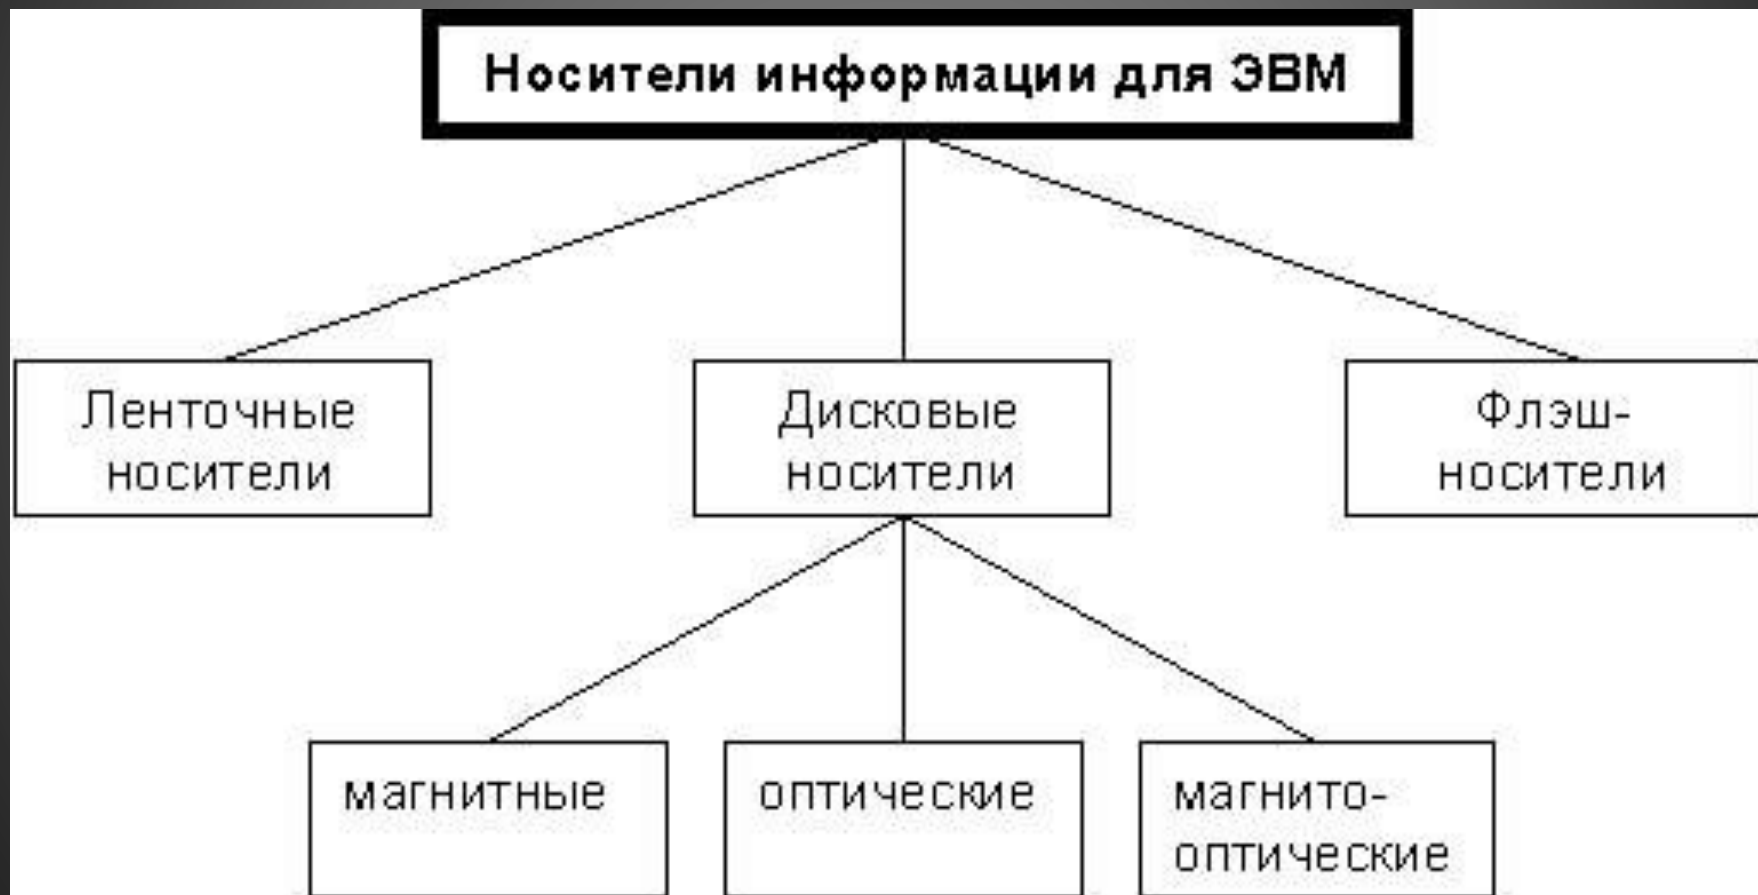 Носители информации для ЭВМ
Ленточные
носители
Дисковые
носители
Флэш-
носители
магнитные
оптические
магнито-
оптические